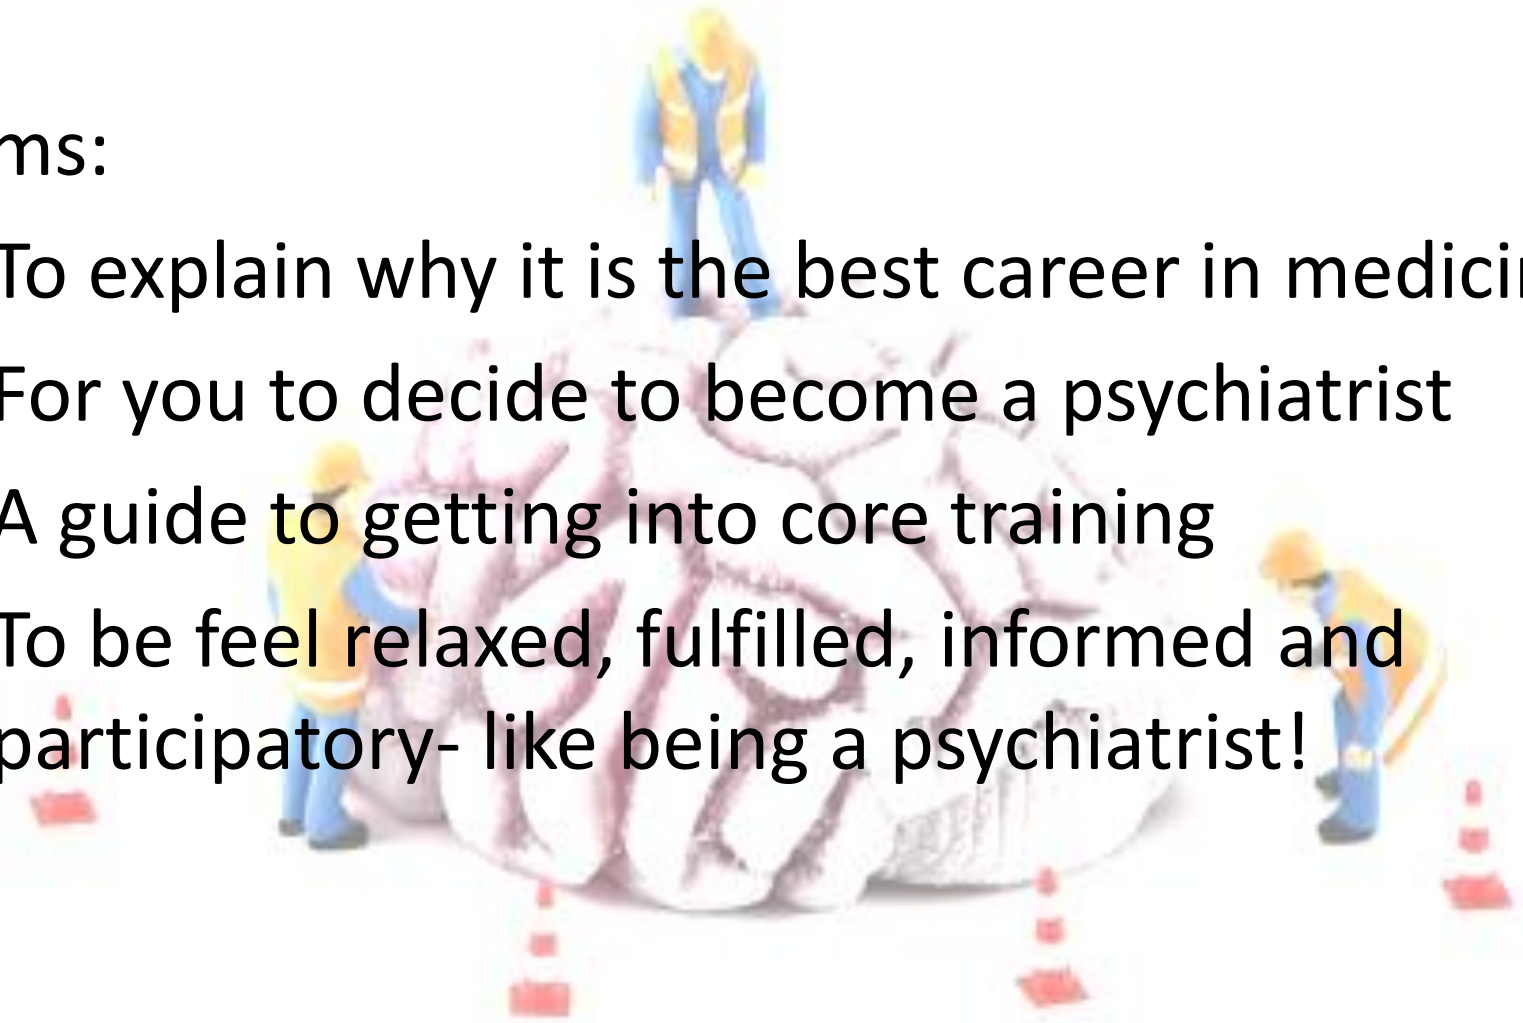 ms:
To explain why it is the best career in medici
For you to decide to become a psychiatrist
A guide to getting into core training
To be feel relaxed, fulfilled, informed and
participatory- like being a psychiatrist!